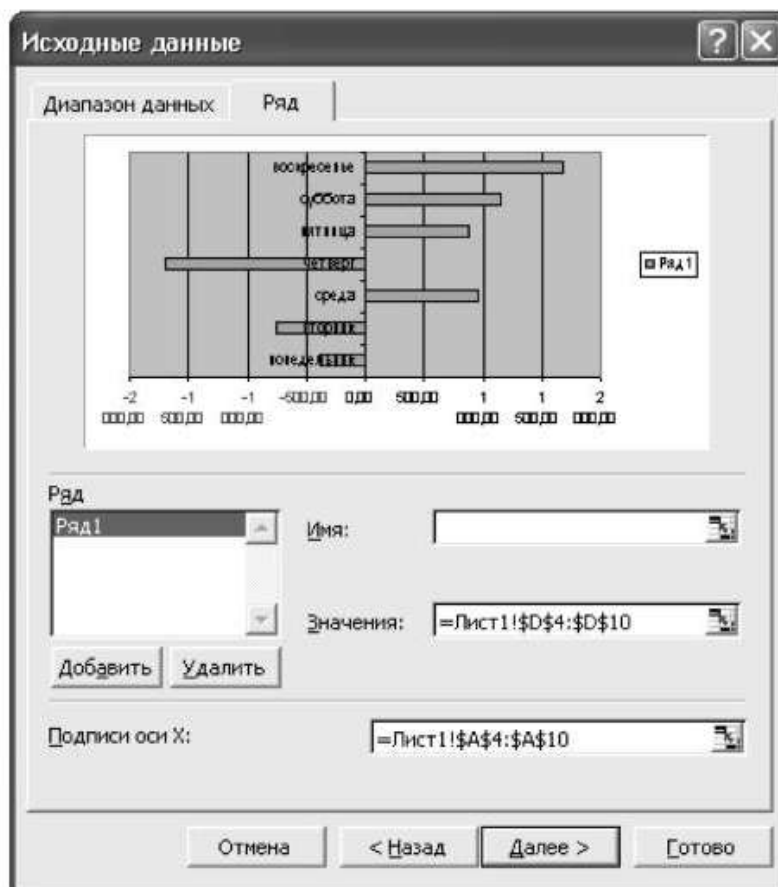 Исходные данные
Диапазон данных Ряд
воскресенье
суббота
пятница
четверг
среда
вторник
понедельник
Ряд 1
-2 -1 -1 -500,00 0,00 500,00 1 1 2
000,00 500,00 000,00 000,00 500,00 000,00
Ряд
Ряд1
Имя:
Значения: =Лист1!$D$4:$D$10
Добавить Удалить
Подписи оси X: =Лист1!$A$4:$A$10
Отмена < Назад Далее > Готово